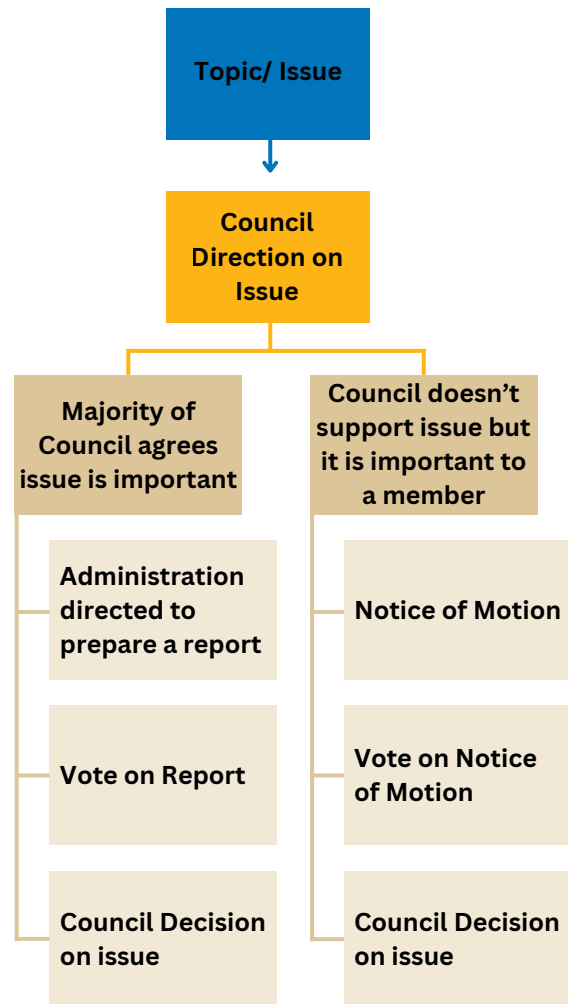 Topic/ Issue
Council
Direction on
Issue
Majority of
Council agrees
issue is important
Administration
directed to
prepare a report
Vote on Report
Council Decision
on issue
Council doesn’t
support issue but
it is important to
a member
Notice of Motion
Vote on Notice
of Motion
Council Decision
on issue